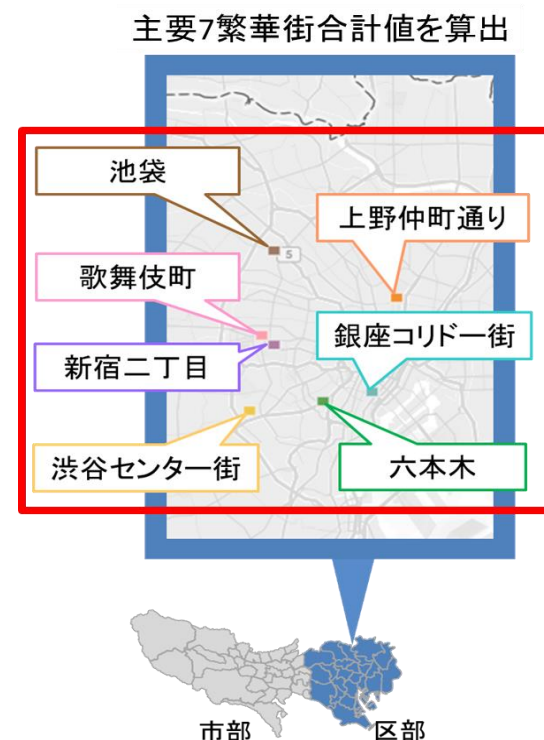 主要7繁華街合計値を算出
池袋
5
上野仲町通り
歌舞伎町
銀座コリドー街
新宿二丁目
渋谷センター街
六本木
市部
区部